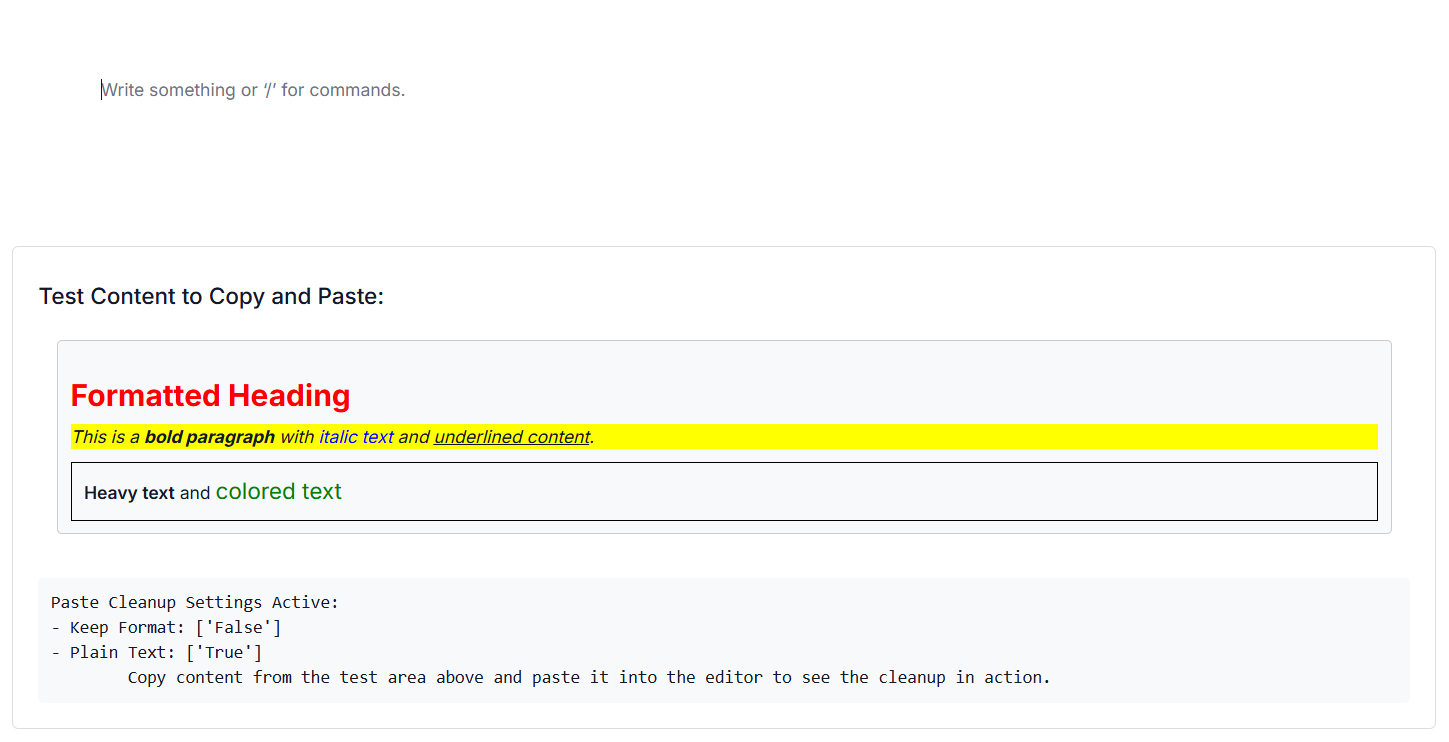 Write something or ‘/’ for commands.
Test Content to Copy and Paste:
Formatted Heading
This is a bold paragraph with italic text and underlined content.
Heavy text and colored text
Paste Cleanup Settings Active:
- Keep Format: ['False']
- Plain Text: ['True']
Copy content from the test area above and paste it into the editor to see the cleanup in action.